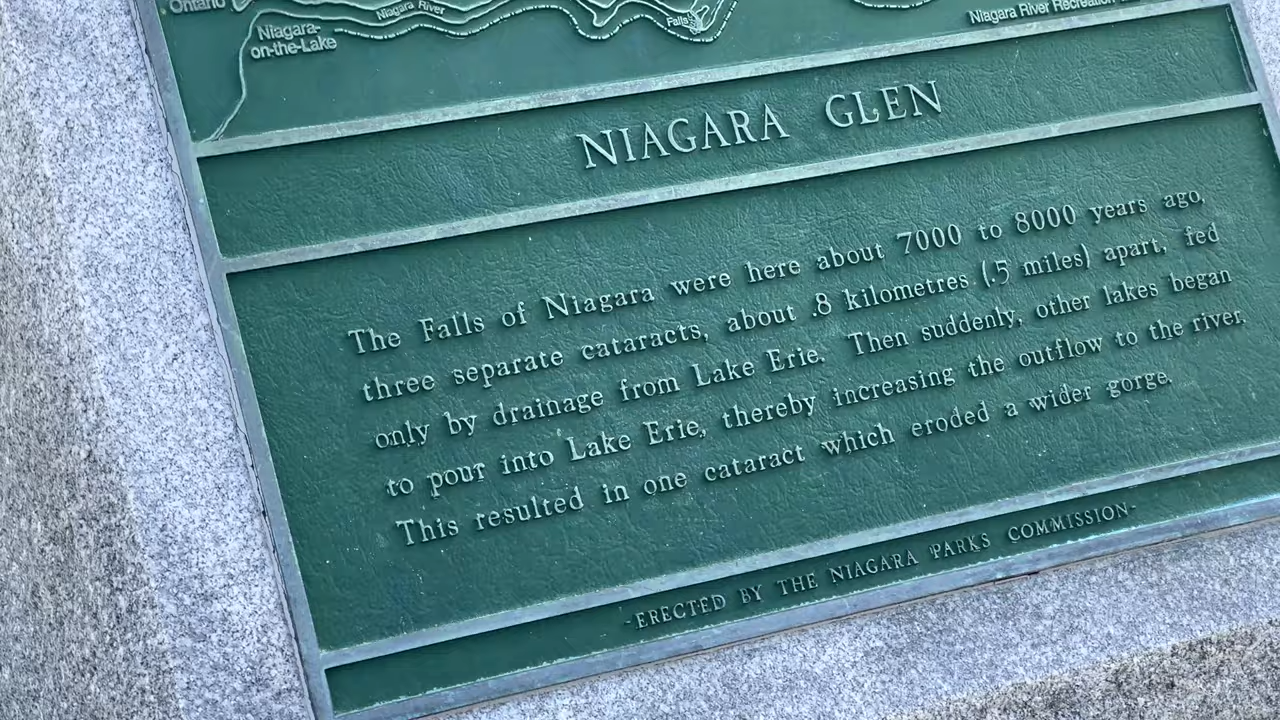 Ontario
Niagara River
Falls
Niagara River Recreation
Niagara-
on-the-Lake
NIAGARA GLEN
The Falls of Niagara were here about 7000 to 8000 years ago,
three separate cataracts, about .8 kilometres (.5 miles) apart, fed
only by drainage from Lake Erie. Then suddenly, other lakes began
to pour into Lake Erie, thereby increasing the outflow to the river.
This resulted in one cataract which eroded a wider gorge.
-ERECTED BY THE NIAGARA PARKS COMMISSION-